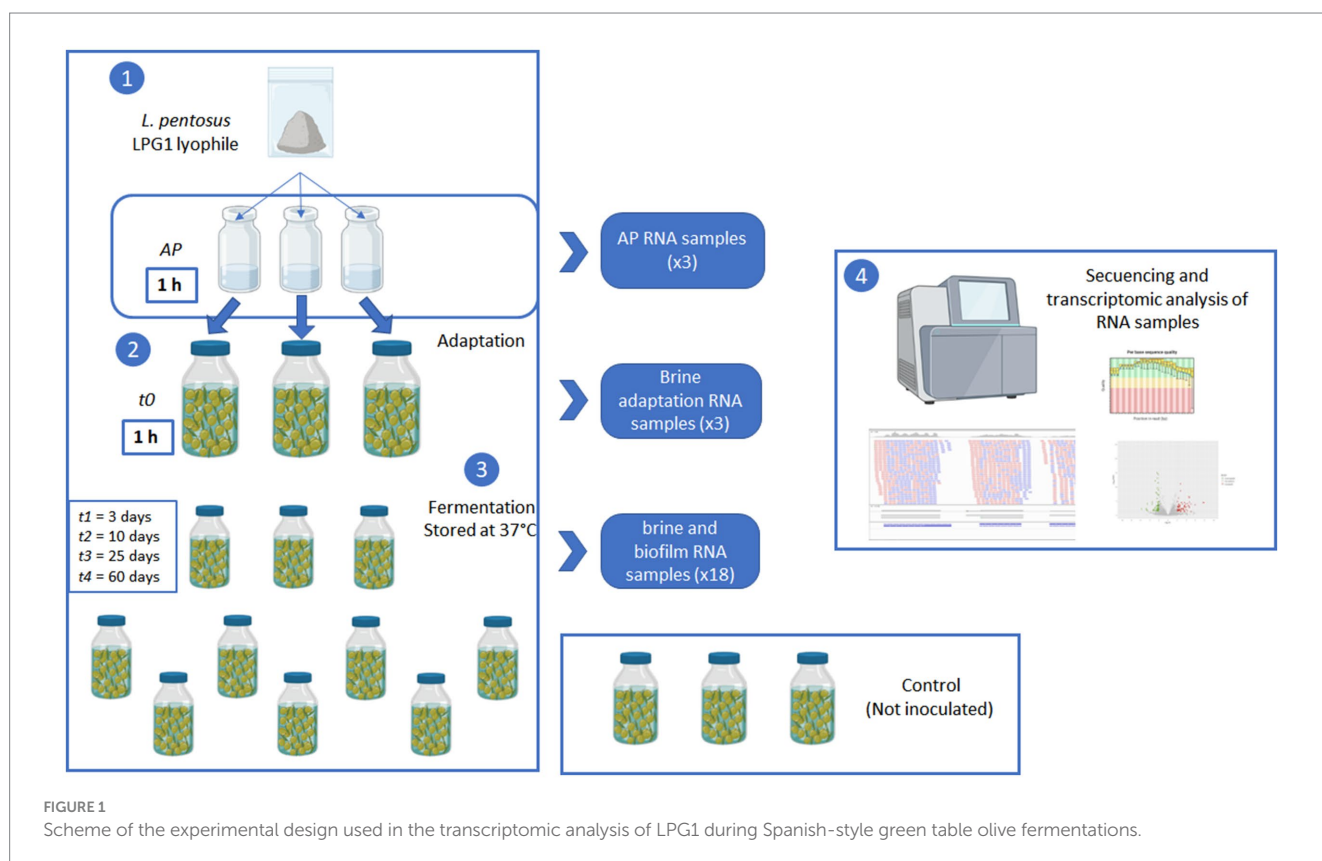 1
L. pentosus
LPG1 lyophile
AP
1 h
AP RNA samples
(x3)
Adaptation
2
t0
1 h
Brine
adaptation RNA
samples (x3)
3
Fermentation
Stored at 37°C
t1 = 3 days
t2 = 10 days
t3 = 25 days
t4 = 60 days
brine and
biofilm RNA
samples (x18)
4
Secuencing and
transcriptomic analysis of
RNA samples
Per base sequence quality
Control
(Not inoculated)
FIGURE 1
Scheme of the experimental design used in the transcriptomic analysis of LPG1 during Spanish-style green table olive fermentations.